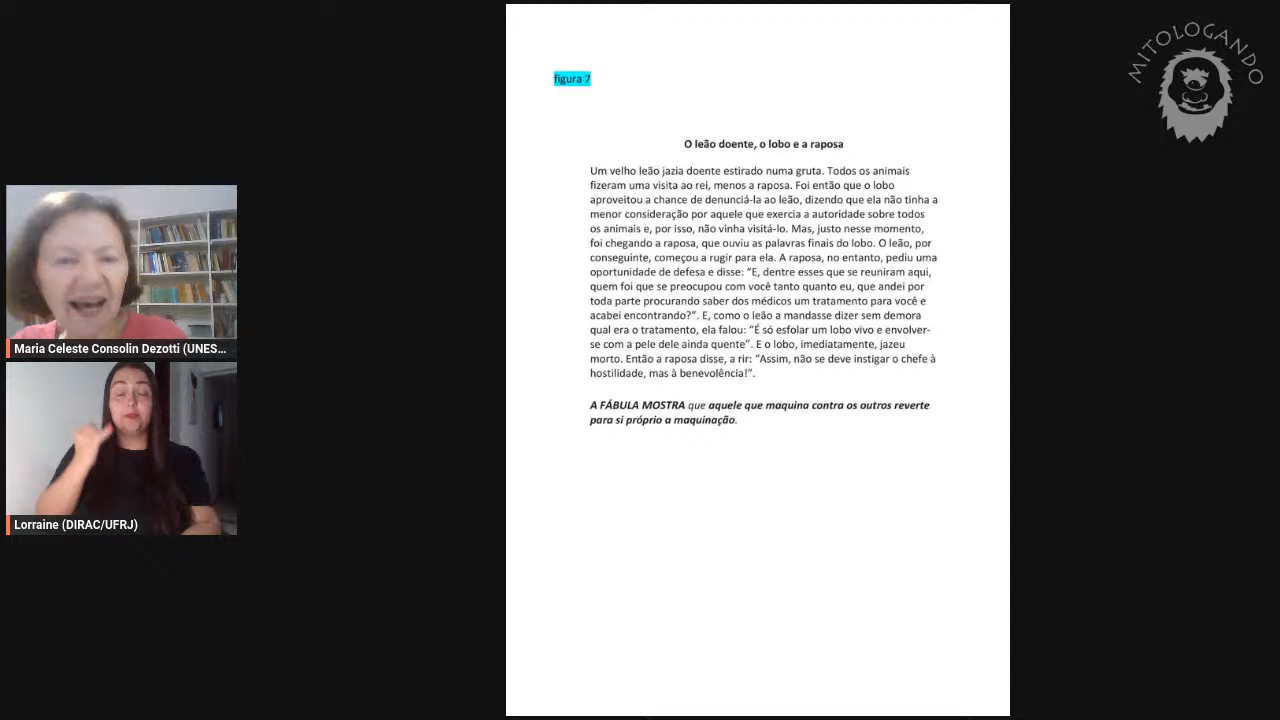 MITOLOGANDO
figura 7
O leão doente, o lobo e a raposa
Um velho leão jazia doente estirado numa gruta. Todos os animais
fizeram uma visita ao rei, menos a raposa. Foi então que o lobo
aproveitou a chance de denunciá-la ao leão, dizendo que ela não tinha a
menor consideração por aquele que exercia a autoridade sobre todos
os animais e, por isso, não vinha visitá-lo. Mas, justo nesse momento,
foi chegando a raposa, que ouviu as palavras finais do lobo. O leão, por
conseguinte, começou a rugir para ela. A raposa, no entanto, pediu uma
oportunidade de defesa e disse: “E, dentre esses que se reuniram aqui,
quem foi que se preocupou com você tanto quanto eu, que andei por
toda parte procurando saber dos médicos um tratamento para você e
acabei encontrando?”. E, como o leão a mandasse dizer sem demora
qual era o tratamento, ela falou: “É só esfolar um lobo vivo e envolver-
se com a pele dele ainda quente”. E o lobo, imediatamente, jazeu
morto. Então a raposa disse, a rir: “Assim, não se deve instigar o chefe à
hostilidade, mas à benevolência!”.
A FÁBULA MOSTRA que aquele que maquina contra os outros reverte
para si próprio a maquinação.
Maria Celeste Consolin Dezotti (UNES...
Lorraine (DIRAC/UFRJ)